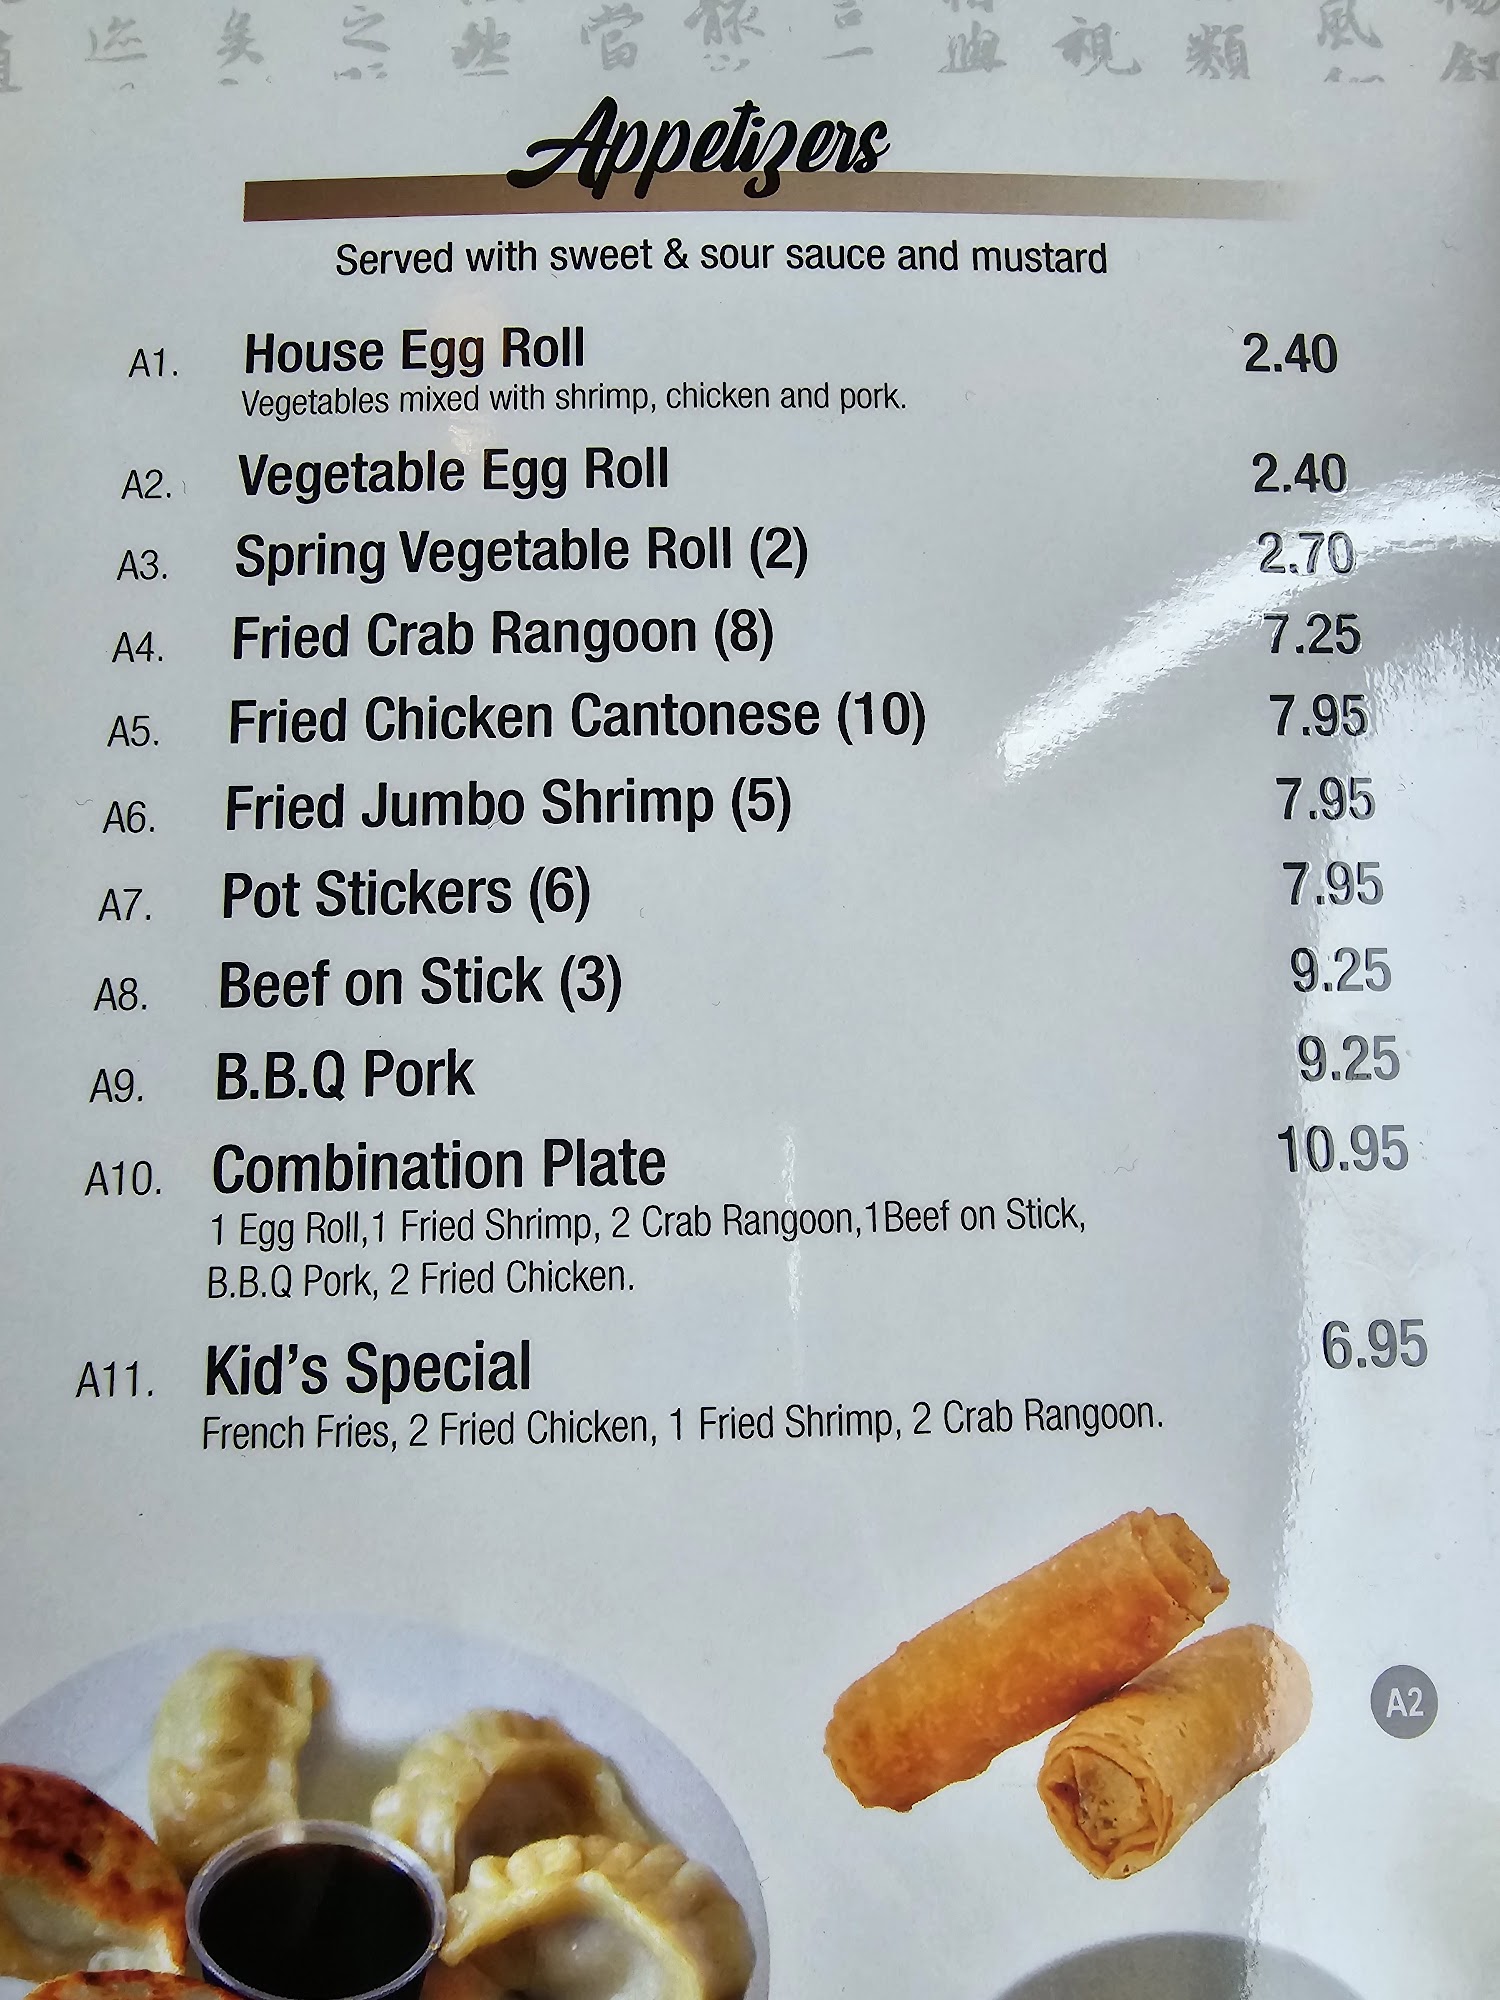 當 視 類 風
Appetizers
Served with sweet & sour sauce and mustard
A1. House Egg Roll 2.40
Vegetables mixed with shrimp, chicken and pork.
A2. Vegetable Egg Roll 2.40
A3. Spring Vegetable Roll (2) 2.70
A4. Fried Crab Rangoon (8) 7.25
A5. Fried Chicken Cantonese (10) 7.95
A6. Fried Jumbo Shrimp (5) 7.95
A7. Pot Stickers (6) 7.95
A8. Beef on Stick (3) 9.25
A9. B.B.Q Pork 9.25
A10. Combination Plate 10.95
1 Egg Roll,1 Fried Shrimp, 2 Crab Rangoon,1Beef on Stick,
B.B.Q Pork, 2 Fried Chicken.
A11. Kid's Special 6.95
French Fries, 2 Fried Chicken, 1 Fried Shrimp, 2 Crab Rangoon.
A2